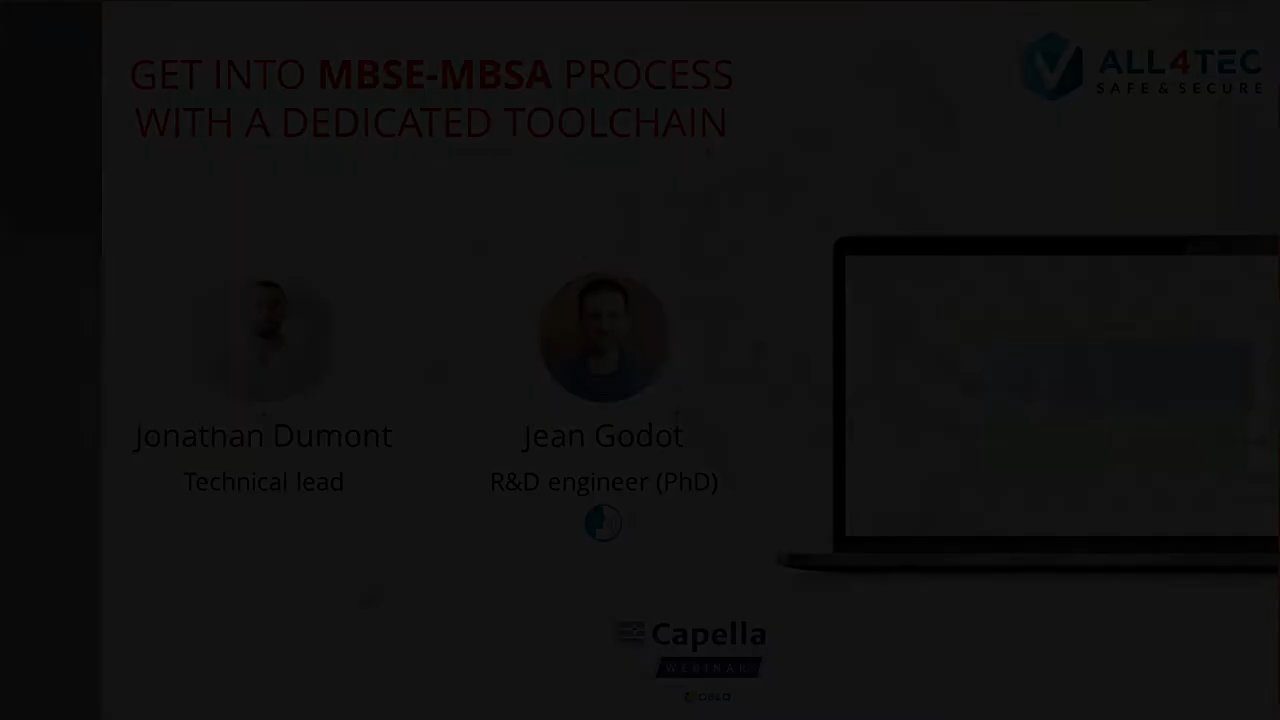 GET INTO MBSE-MBSA PROCESS
WITH A DEDICATED TOOLCHAIN
ALL4TEC
SAFE & SECURE
Jonathan Dumont
Technical lead
Jean Godot
R&D engineer (PhD)
Capella
WEBINAR